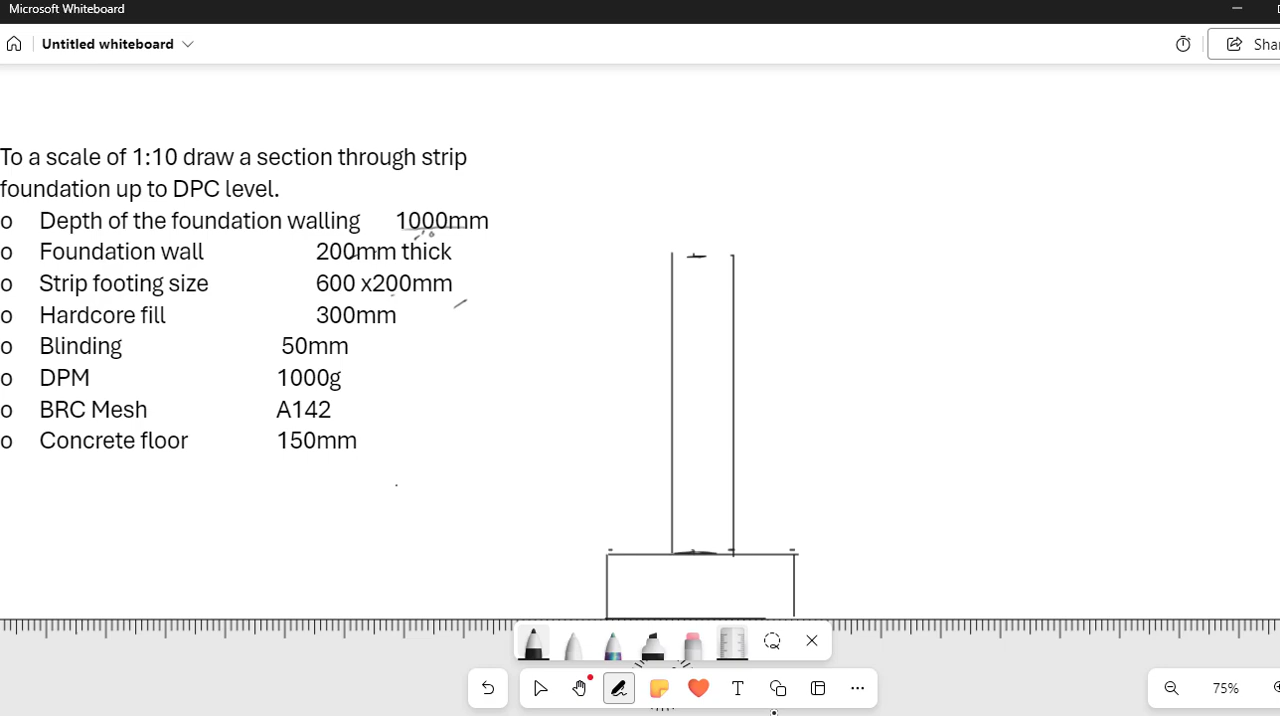 Microsoft Whiteboard
Untitled whiteboard
Shar
To a scale of 1:10 draw a section through strip
foundation up to DPC level.
o Depth of the foundation walling 1000mm
o Foundation wall 200mm thick
o Strip footing size 600 x200mm
o Hardcore fill 300mm
o Blinding 50mm
o DPM 1000g
o BRC Mesh A142
o Concrete floor 150mm
75%